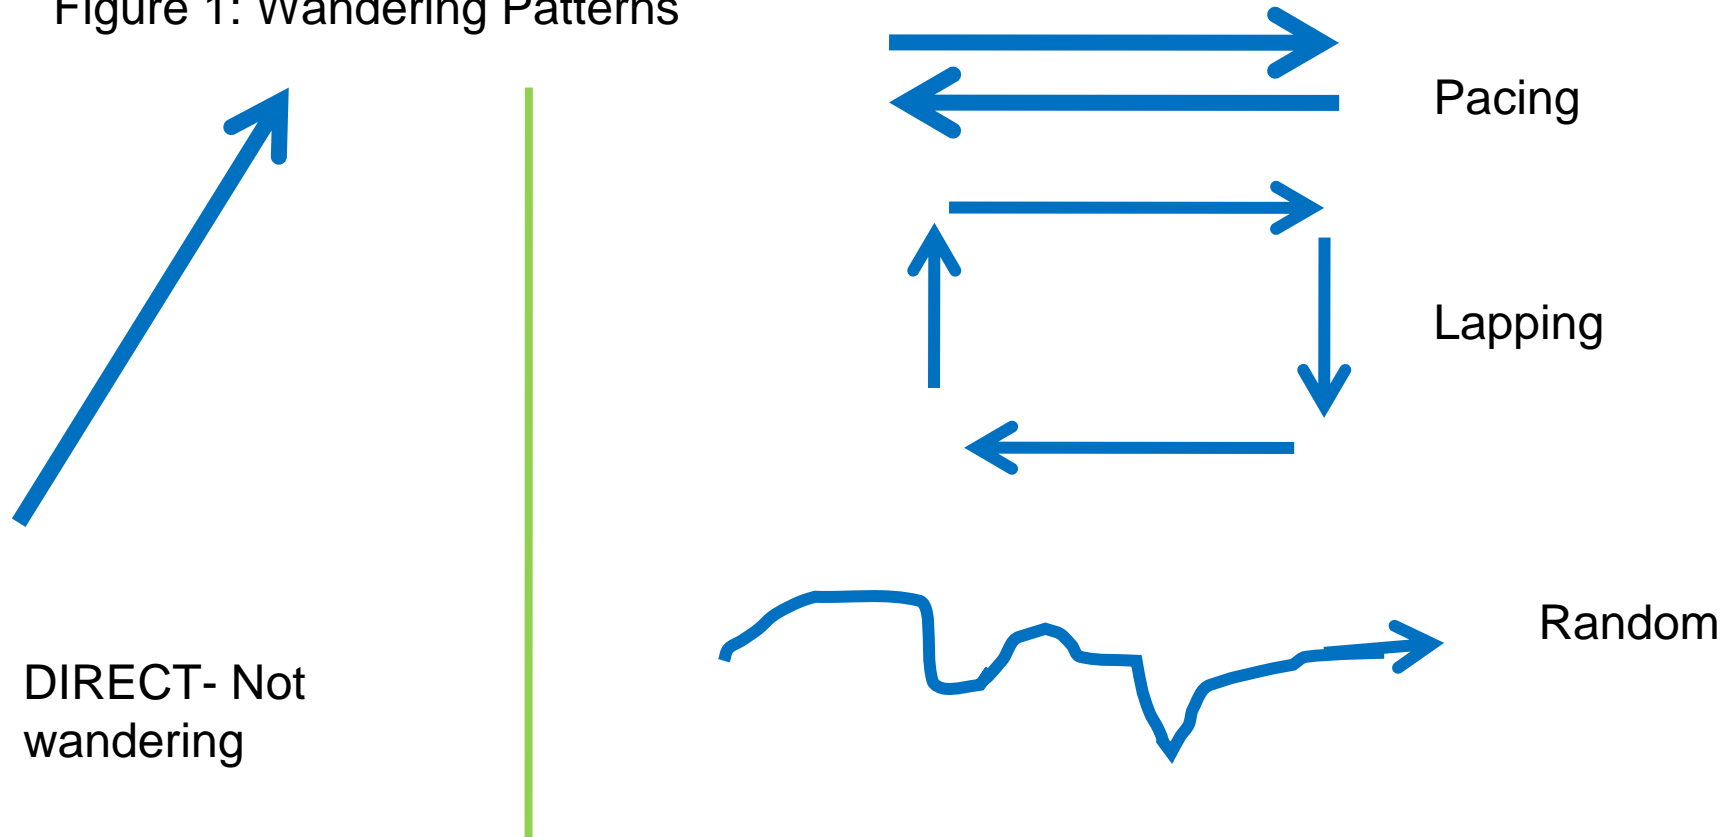 Figure 1: Wandering Patterns
Pacing
Lapping
Random
DIRECT- Not
wandering